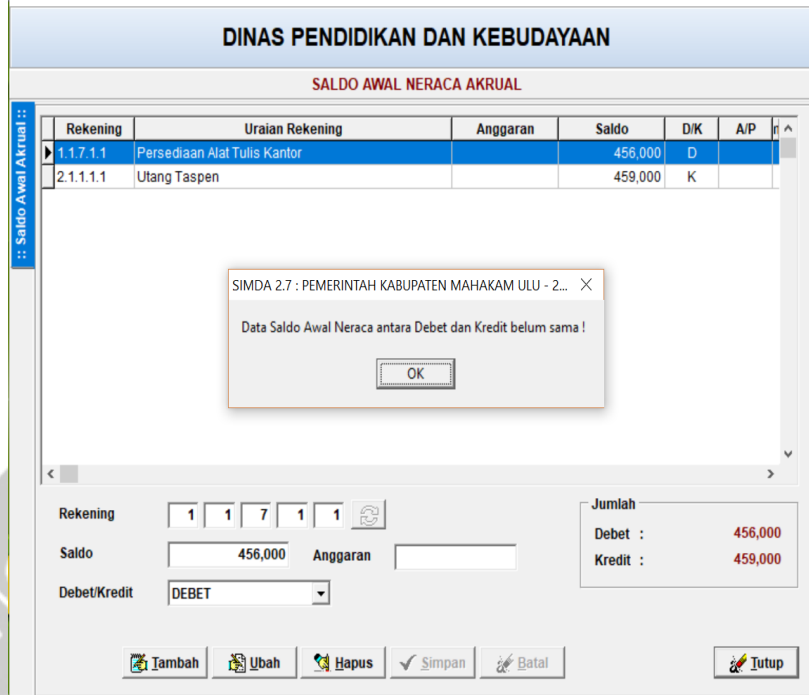 DINAS PENDIDIKAN DAN KEBUDAYAAN
SALDO AWAL NERACA AKRUAL
:: Saldo Awal Akrual ::
Rekening Uraian Rekening Anggaran Saldo D/K A/P
1.1.7.1.1 Persediaan Alat Tulis Kantor 456,000 D
2.1.1.1.1 Utang Taspen 459,000 K
SIMDA 2.7 : PEMERINTAH KABUPATEN MAHAKAM ULU - 2...
Data Saldo Awal Neraca antara Debet dan Kredit belum sama !
OK
Rekening 1 1 7 1 1
Saldo 456,000 Anggaran
Debet/Kredit DEBET
Jumlah
Debet : 456,000
Kredit : 459,000
Tambah Ubah Hapus Simpan Batal Tutup